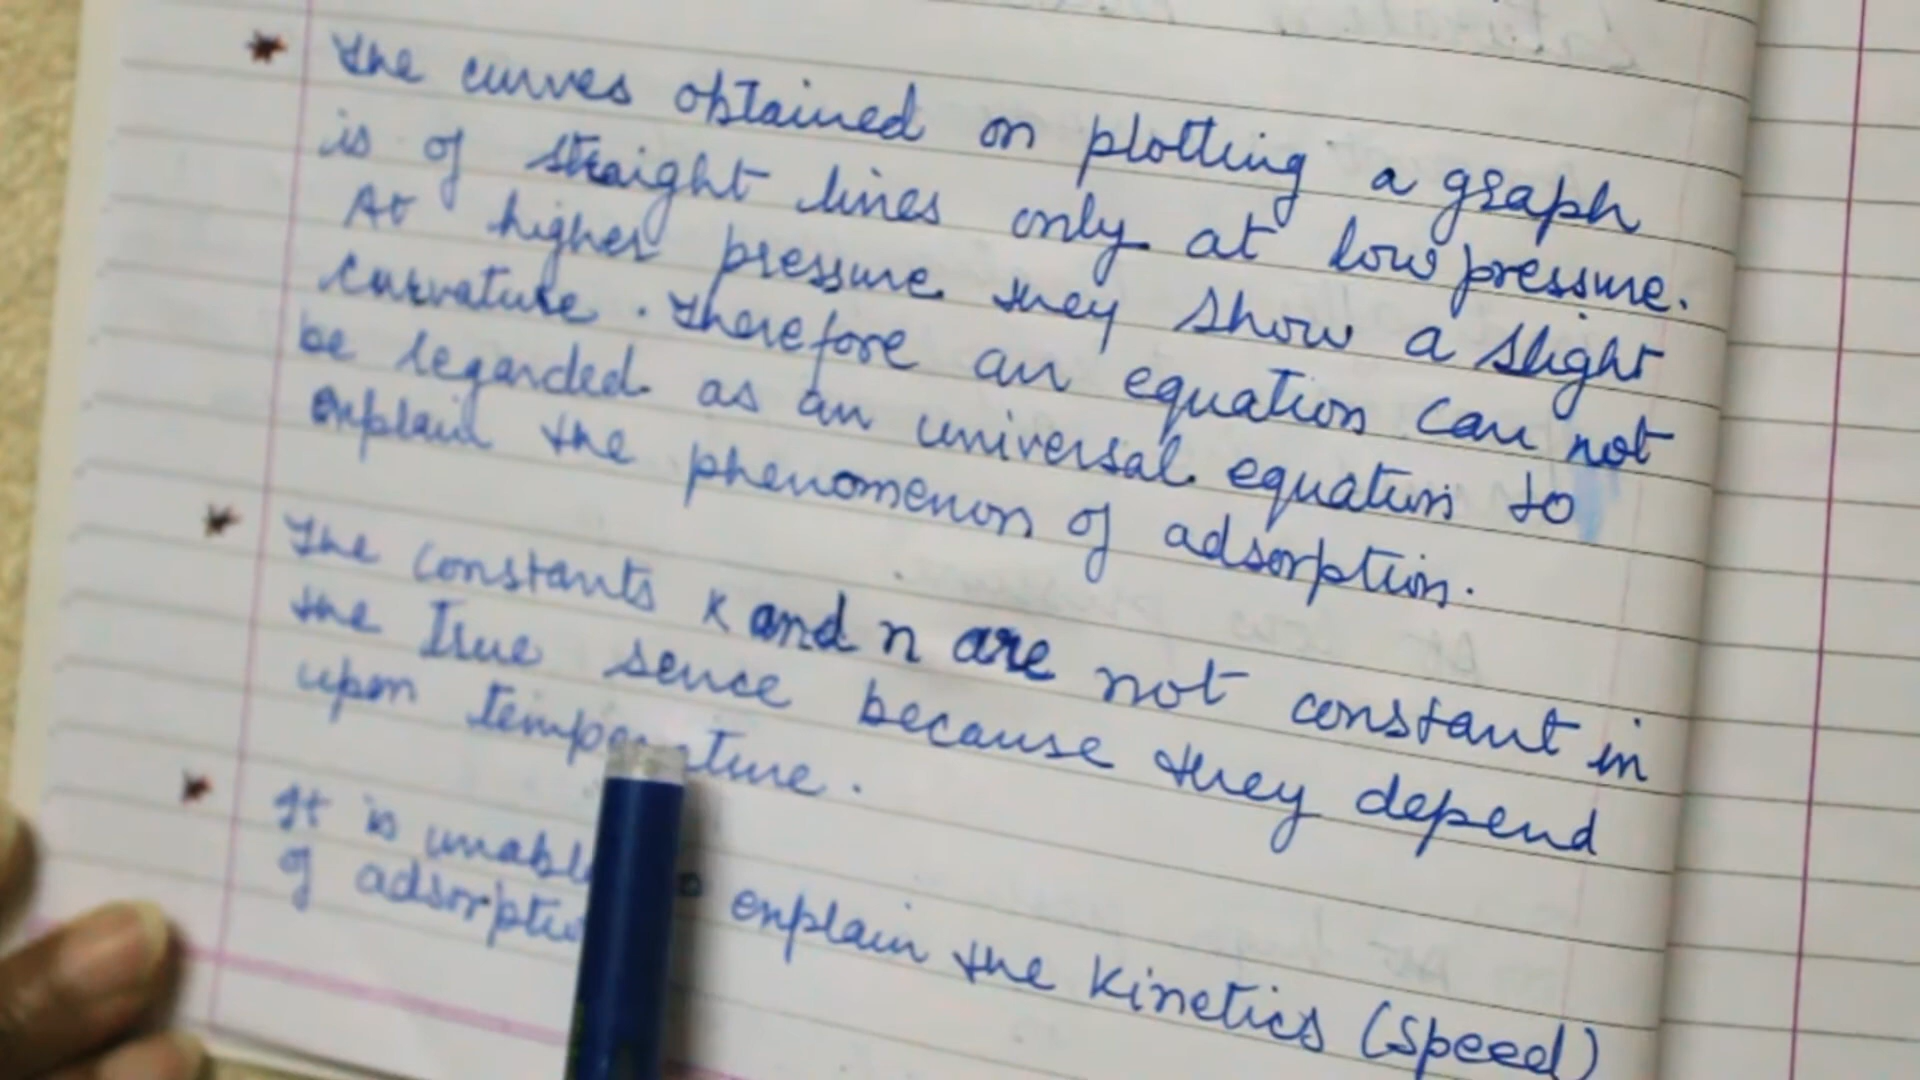 * The curves obtained on plotting a graph
is of straight lines only at low pressure.
At higher pressure they show a slight
curvature. Therefore an equation can not
be regarded as an universal equation to
explain the phenomenon of adsorption.
* The constants K and n are not constant in
the true sence because they depend
upon temperature.
* It is unable to explain the kinetics (speed)
of adsorption